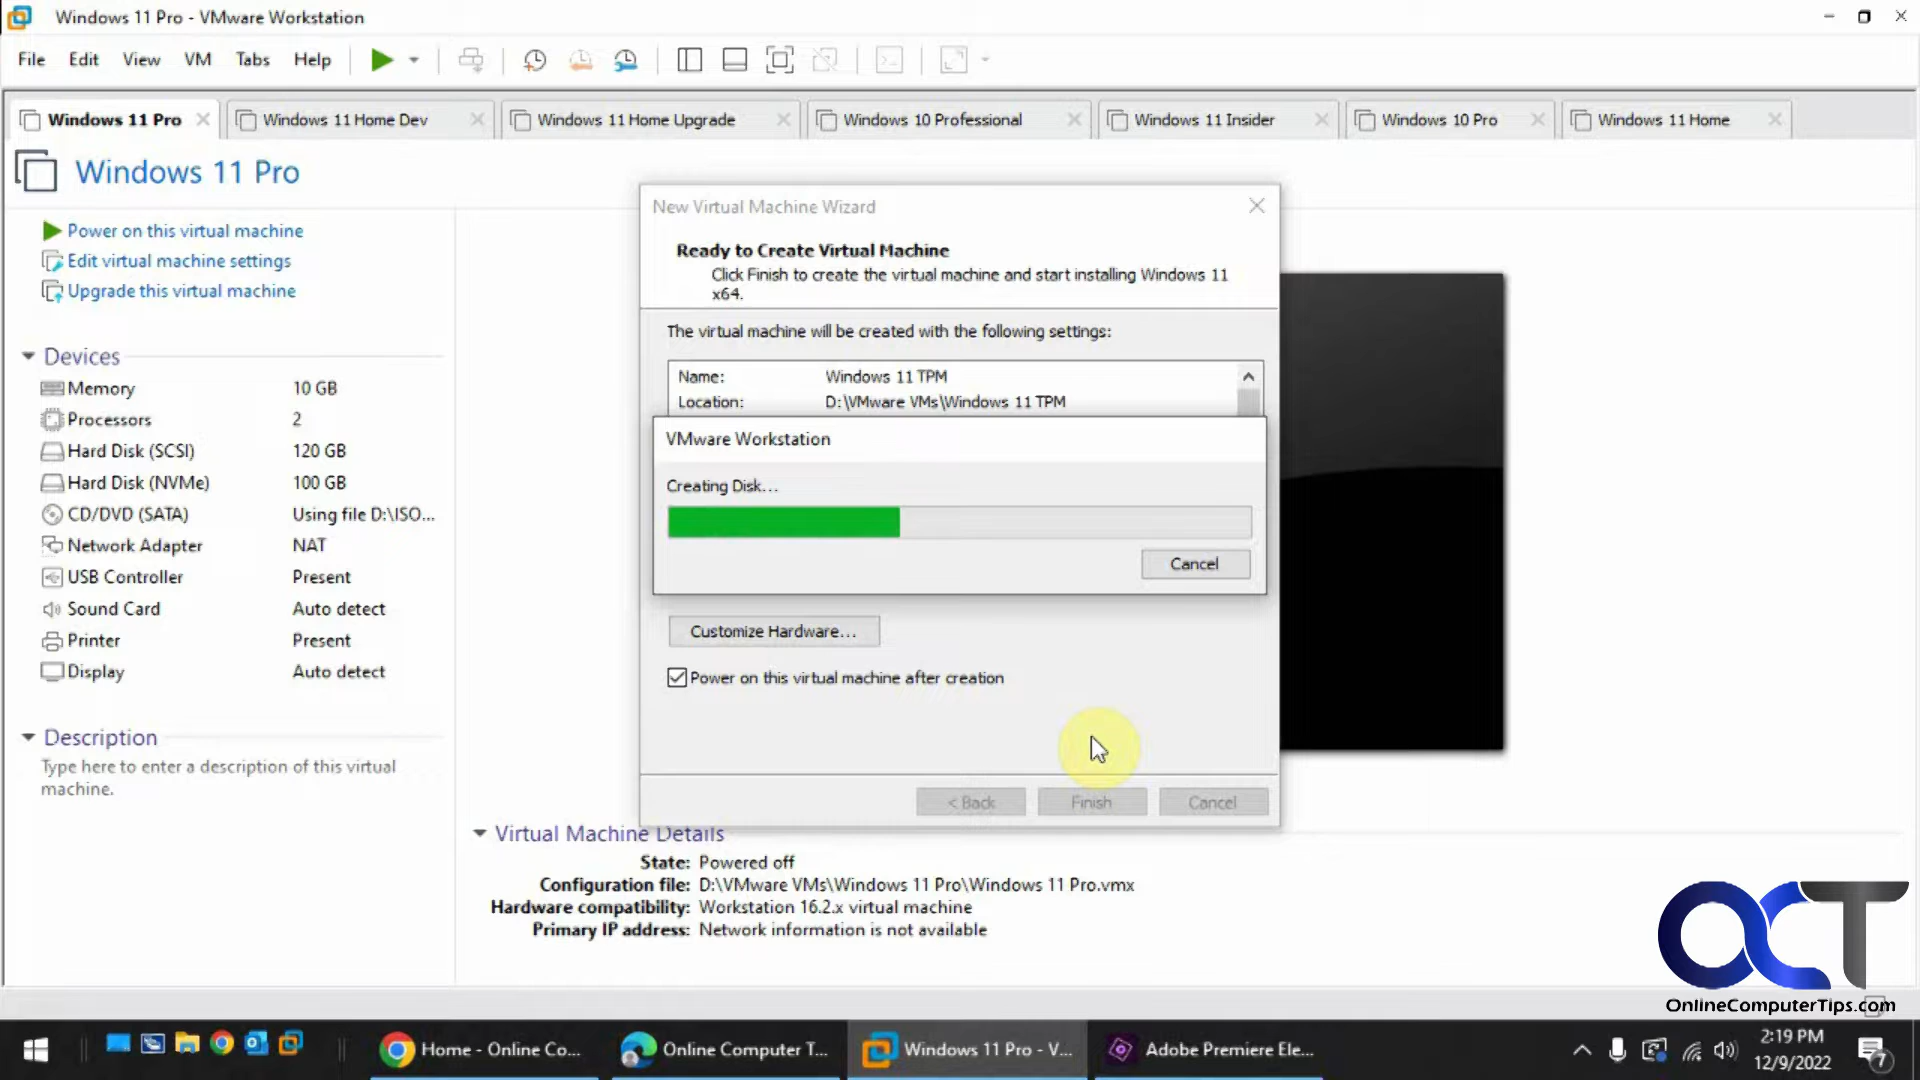 Windows 11 Pro - VMware Workstation
File Edit View VM Tabs Help
Windows 11 Pro Windows 11 Home Dev Windows 11 Home Upgrade Windows 10 Professional Windows 11 Insider Windows 10 Pro Windows 11 Home
Windows 11 Pro
Power on this virtual machine
Edit virtual machine settings
Upgrade this virtual machine
Devices
Memory 10 GB
Processors 2
Hard Disk (SCSI) 120 GB
Hard Disk (NVMe) 100 GB
CD/DVD (SATA) Using file D:\ISO...
Network Adapter NAT
USB Controller Present
Sound Card Auto detect
Printer Present
Display Auto detect
Description
Type here to enter a description of this virtual
machine.
New Virtual Machine Wizard
Ready to Create Virtual Machine
Click Finish to create the virtual machine and start installing Windows 11
x64.
The virtual machine will be created with the following settings:
Name: Windows 11 TPM
Location: D:\VMware VMs\Windows 11 TPM
VMware Workstation
Creating Disk...
Cancel
Customize Hardware...
Power on this virtual machine after creation
< Back Finish Cancel
Virtual Machine Details
State: Powered off
Configuration file: D:\VMware VMs\Windows 11 Pro\Windows 11 Pro.vmx
Hardware compatibility: Workstation 16.2.x virtual machine
Primary IP address: Network information is not available
OCT
OnlineComputerTips.com
Home - Online Co... Online Computer T... Windows 11 Pro - V... Adobe Premiere Ele...
2:19 PM
12/9/2022
7